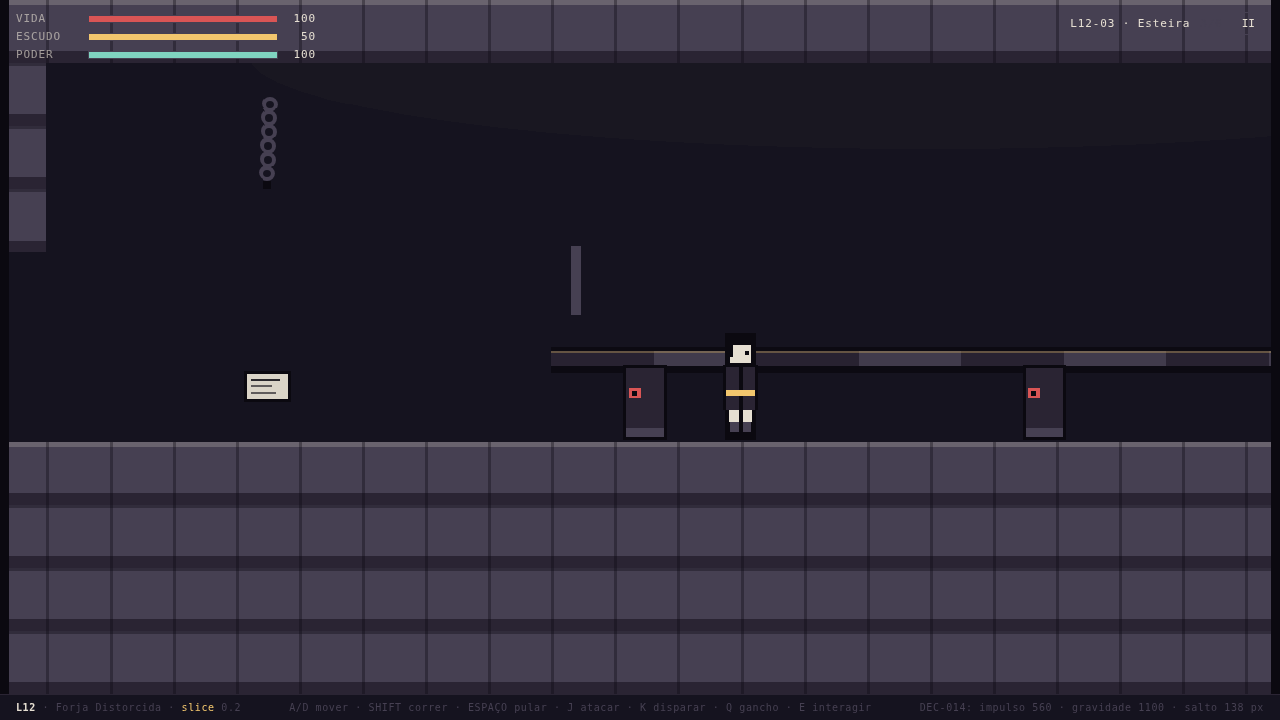 VIDA 100
ESCUDO 50
PODER 100
L12-03 · Esteira II
L12 · Forja Distorcida · slice 0.2 A/D mover · SHIFT correr · ESPAÇO pular · J atacar · K disparar · Q gancho · E interagir DEC-014: impulso 560 · gravidade 1100 · salto 138 px